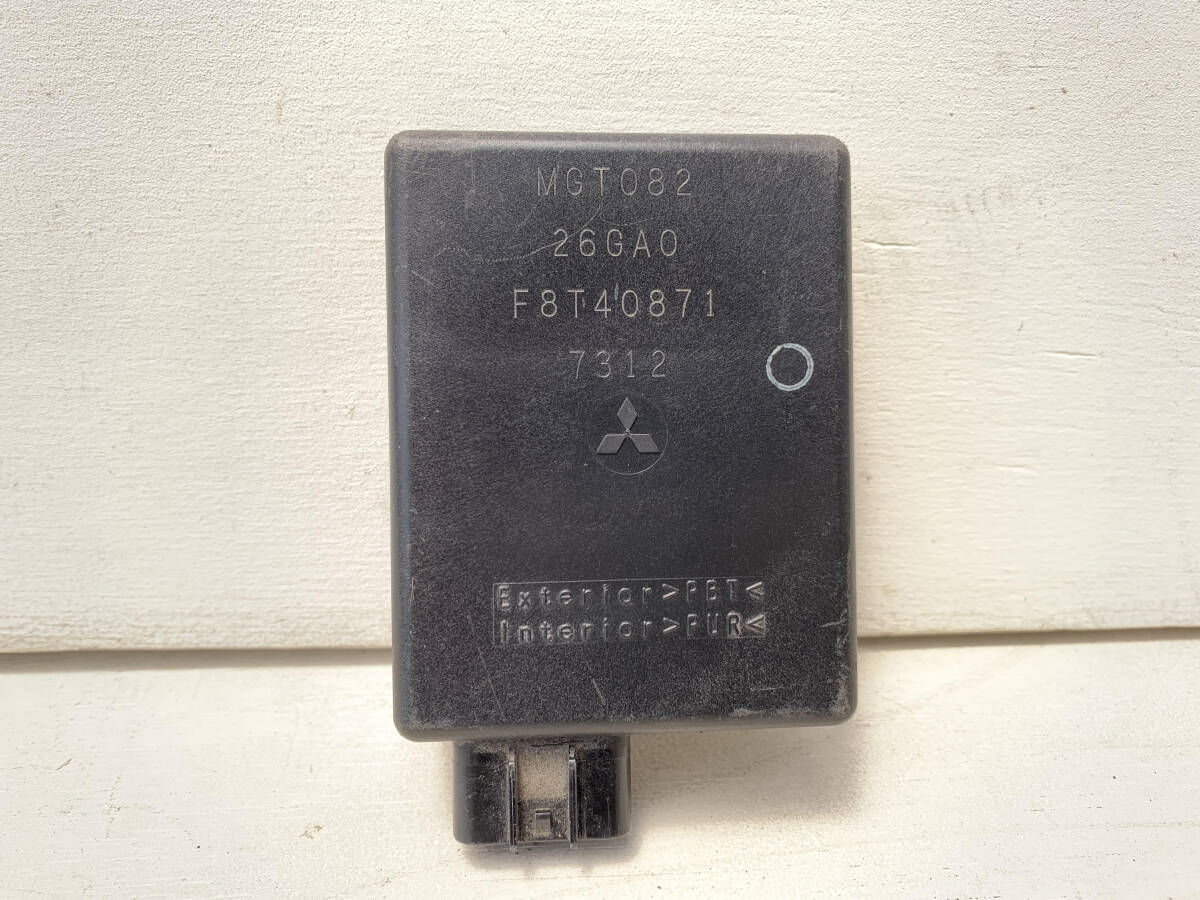 MGT082
26GA0
F8T40871
7312
Exterior>PBT<
Interior>PUR<